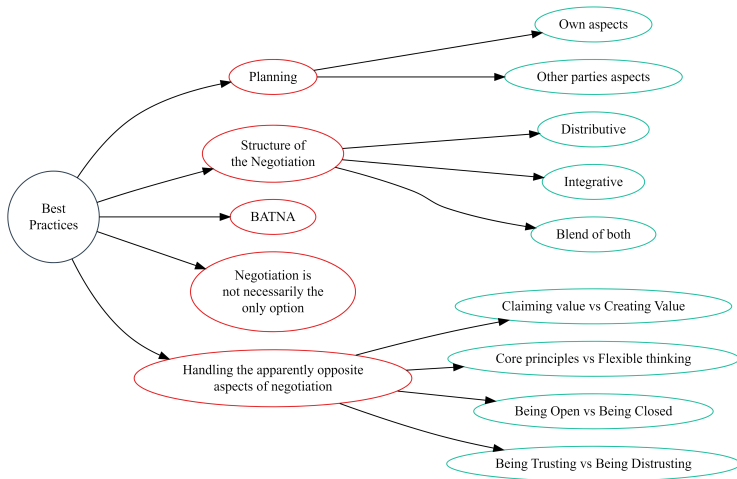 Best
Practices
Planning
Own aspects
Other parties aspects
Structure of
the Negotiation
Distributive
Integrative
Blend of both
BATNA
Negotiation is
not necessarily the
only option
Handling the apparently opposite
aspects of negotiation
Claiming value vs Creating Value
Core principles vs Flexible thinking
Being Open vs Being Closed
Being Trusting vs Being Distrusting